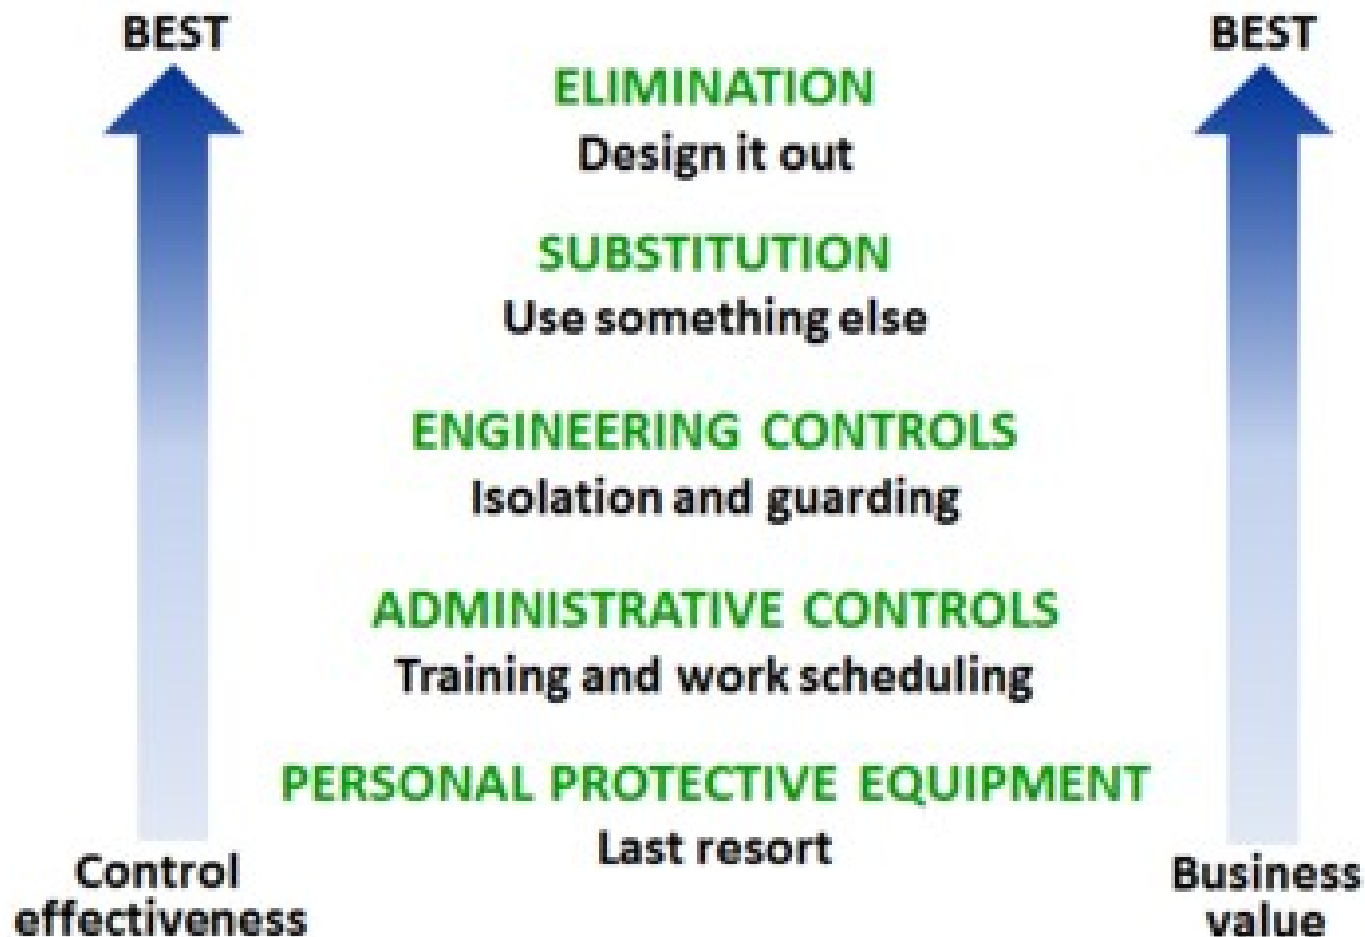 BEST
BEST
ELIMINATION
Design it out
SUBSTITUTION
Use something else
ENGINEERING CONTROLS
Isolation and guarding
ADMINISTRATIVE CONTROLS
Training and work scheduling
PERSONAL PROTECTIVE EQUIPMENT
Last resort
Control
effectiveness
Business
value